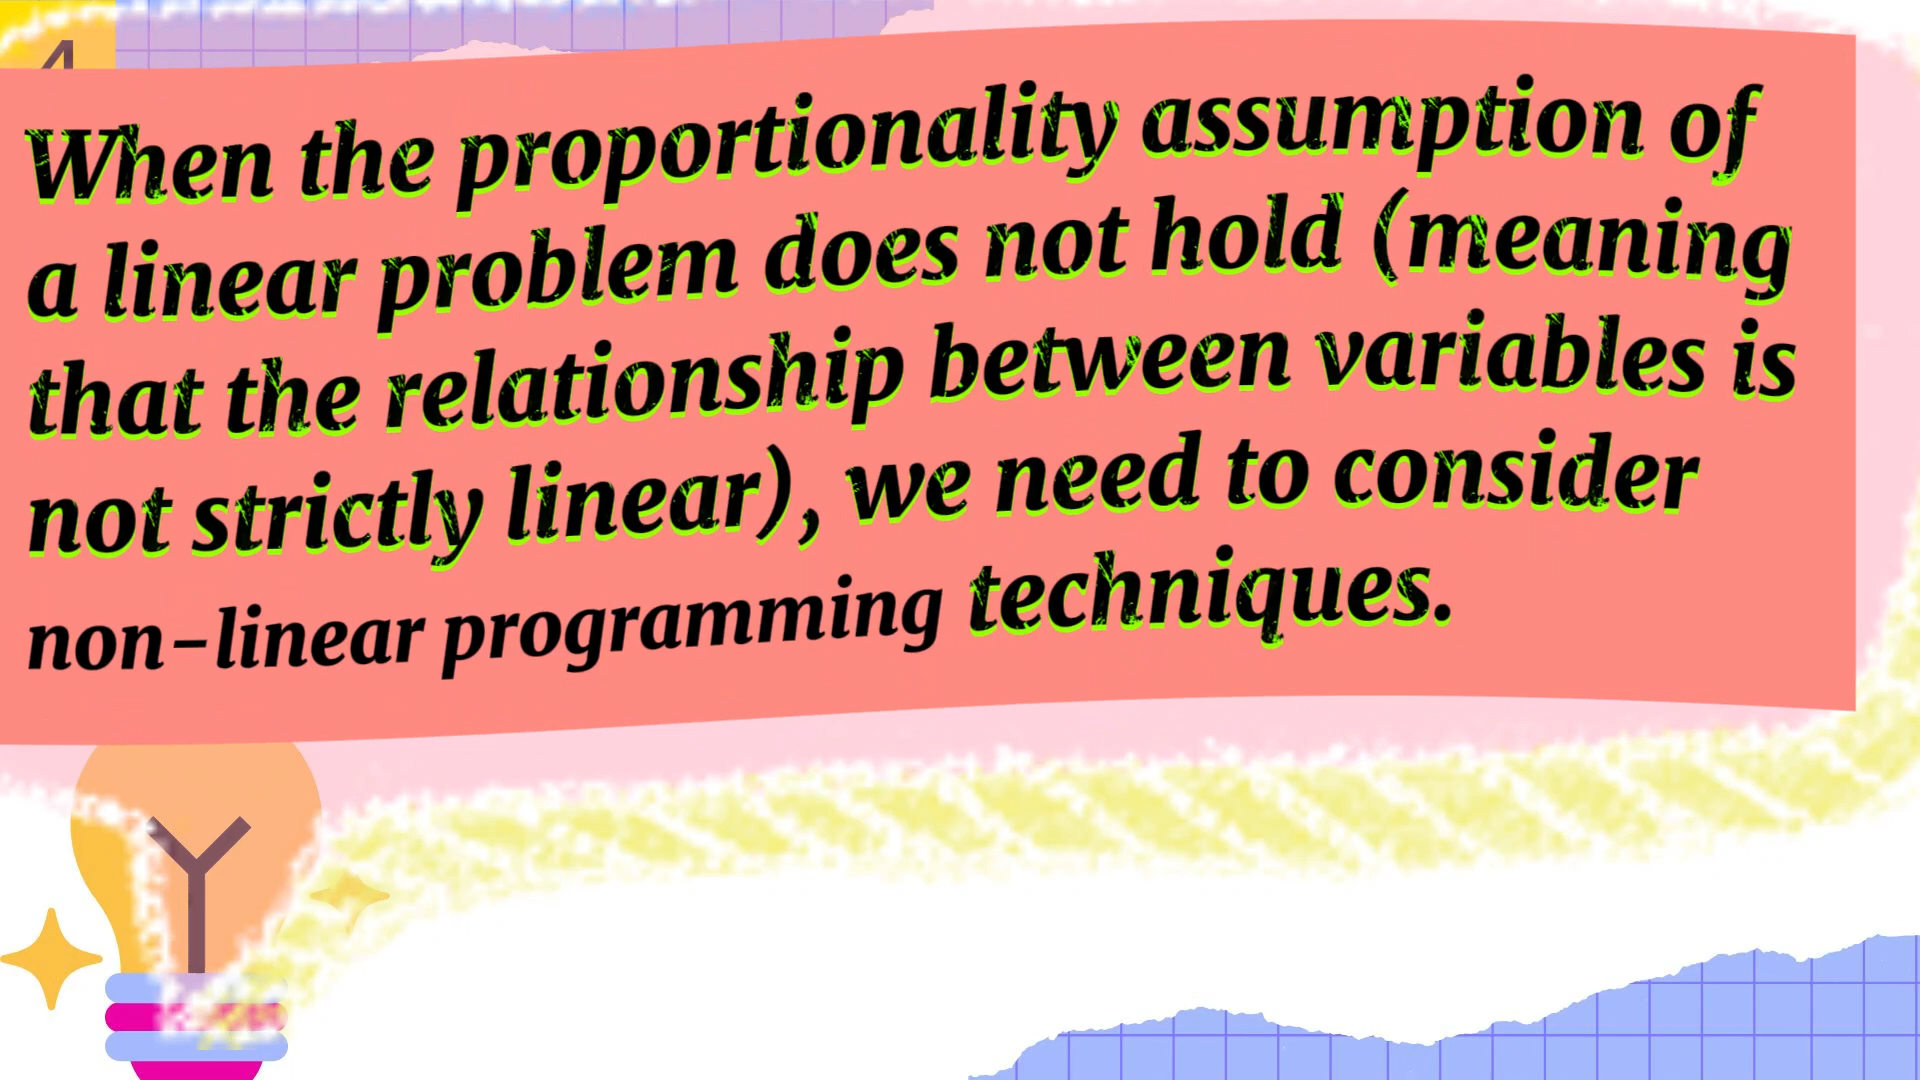 4
When the proportionality assumption of
a linear problem does not hold (meaning
that the relationship between variables is
not strictly linear), we need to consider
non-linear programming techniques.